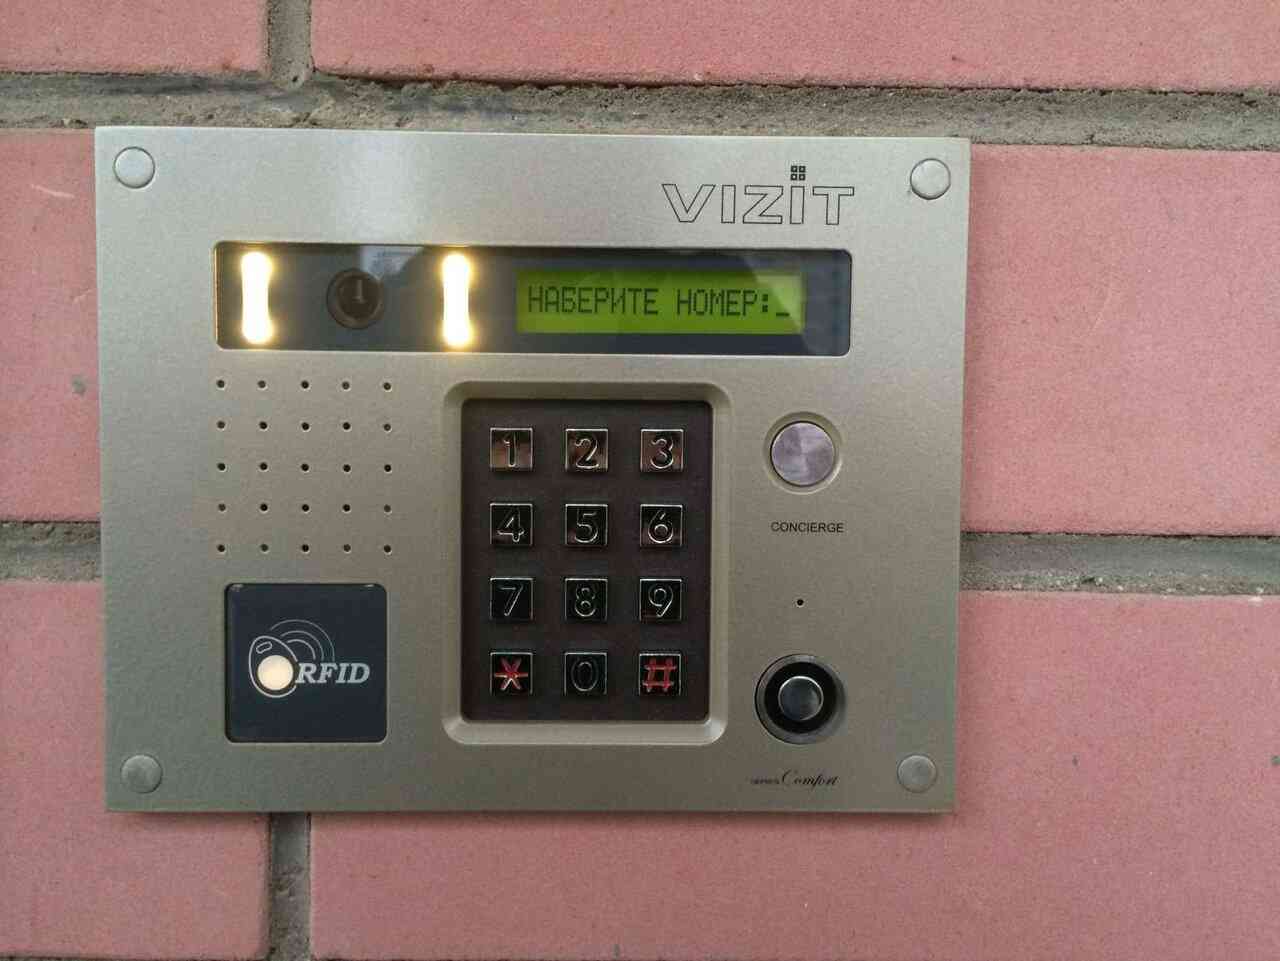 VIZIT
НАБЕРИТЕ НОМЕР:_
1 2 3
4 5 6
7 8 9
* 0 #
CONCIERGE
RFID
Comfort